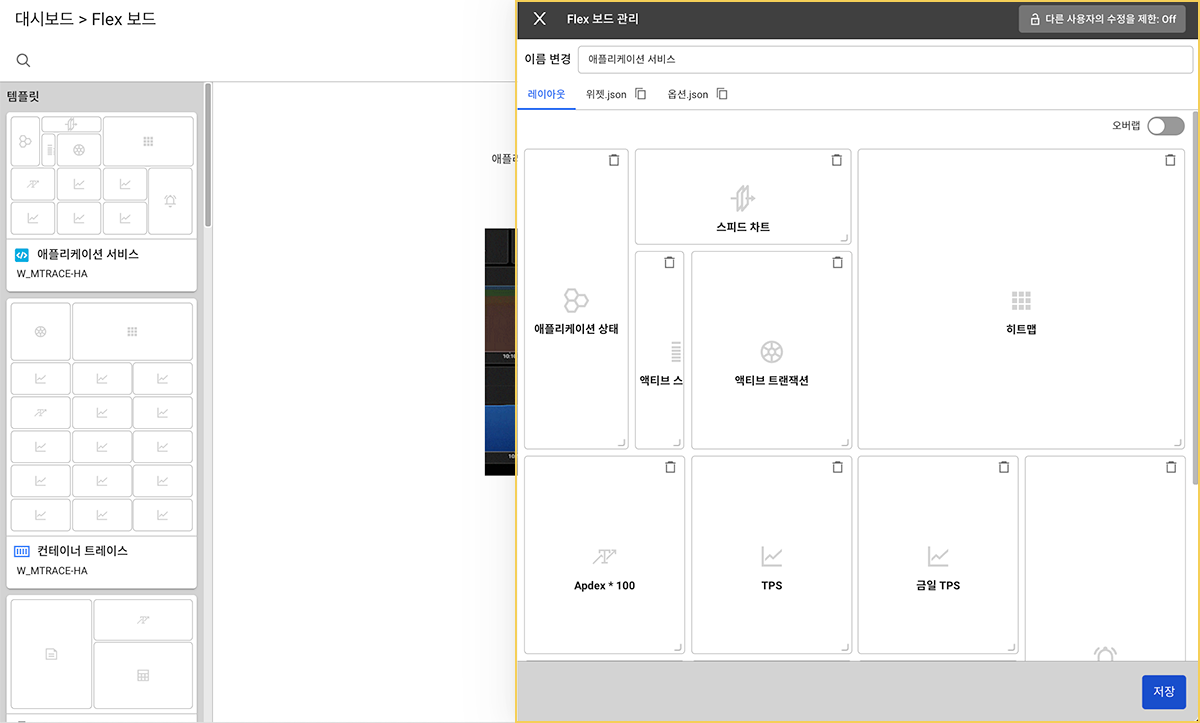 대시보드 > Flex 보드
템플릿
애플리케이션 서비스
W_MTRACE-HA
컨테이너 트레이스
W_MTRACE-HA
Flex 보드 관리
다른 사용자의 수정을 제한: Off
이름 변경
애플리케이션 서비스
레이아웃
위젯.json
옵션.json
오버랩
애플리케이션 상태
스피드 차트
액티브 스
액티브 트랜잭션
히트맵
Apdex * 100
TPS
금일 TPS
저장